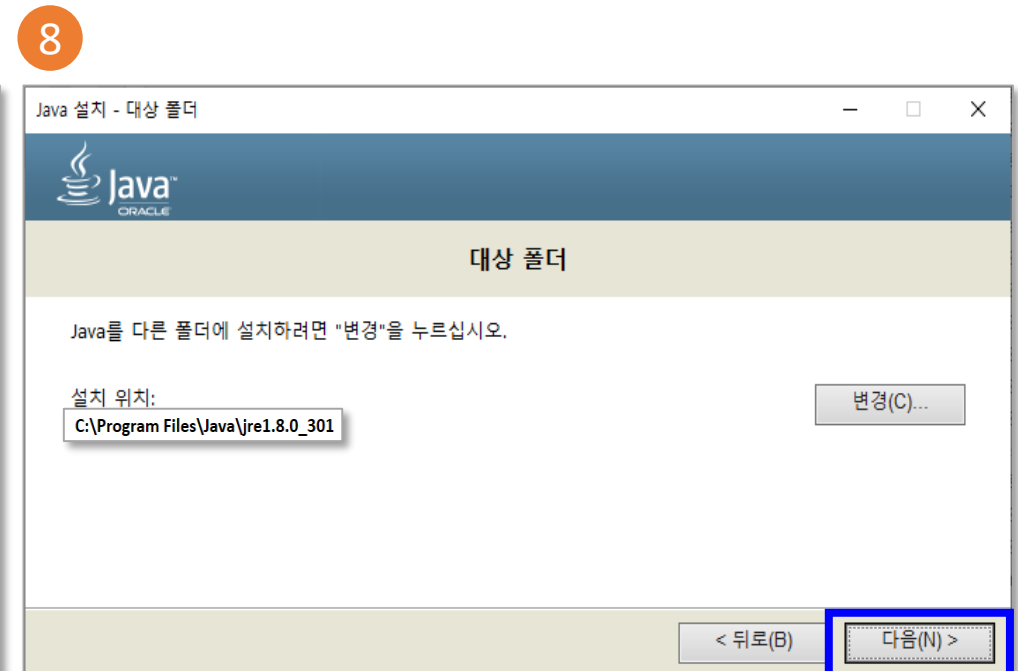 8
Java 설치 - 대상 폴더
Java™
ORACLE
대상 폴더
Java를 다른 폴더에 설치하려면 "변경"을 누르십시오.
설치 위치:
변경(C)...
C:\Program Files\Java\jre1.8.0_301
< 뒤로(B)
다음(N) >